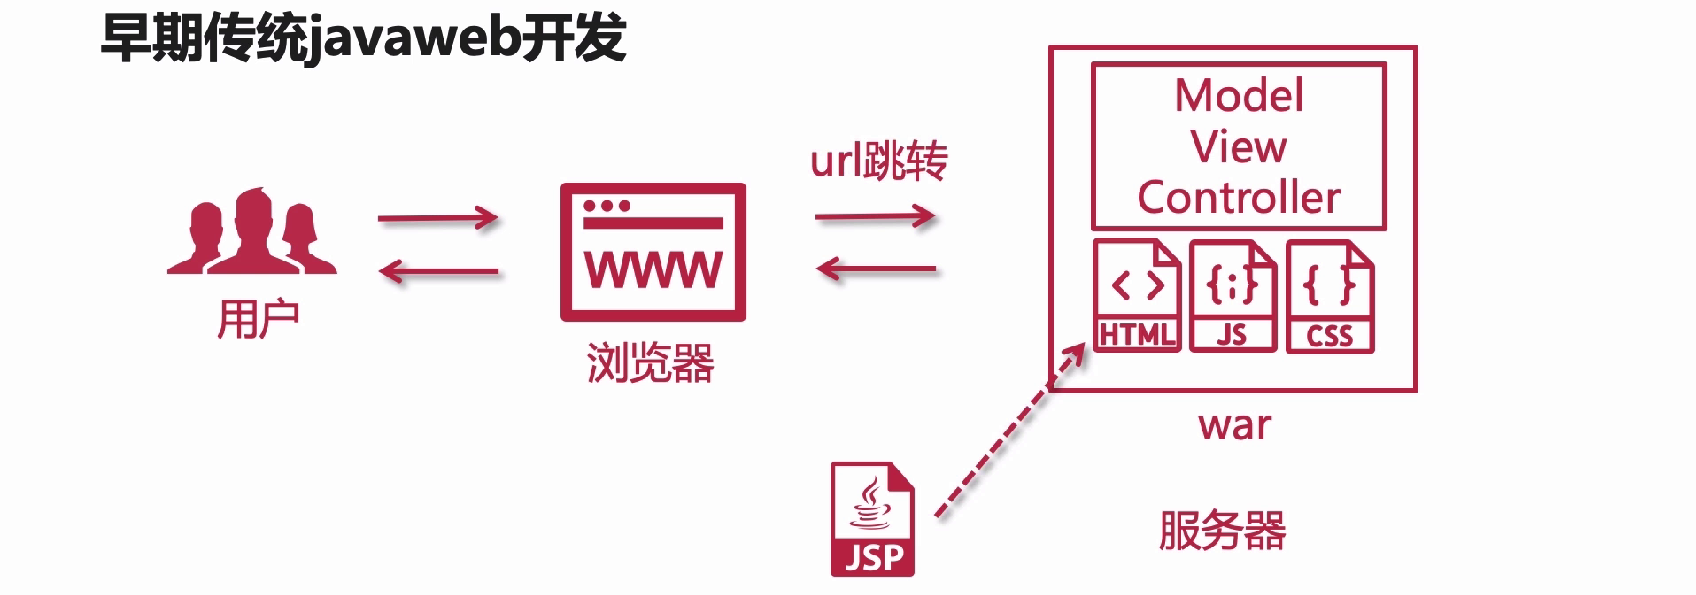 早期传统javaweb开发
Model
View
Controller
url跳转
www
HTML
< >
JS
{;}
CSS
{ }
用户
浏览器
war
JSP
服务器